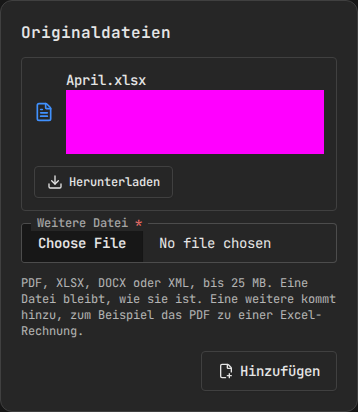 Originaldateien
April.xlsx
Herunterladen
Weitere Datei *
Choose File No file chosen
PDF, XLSX, DOCX oder XML, bis 25 MB. Eine
Datei bleibt, wie sie ist. Eine weitere kommt
hinzu, zum Beispiel das PDF zu einer Excel-
Rechnung.
Hinzufügen